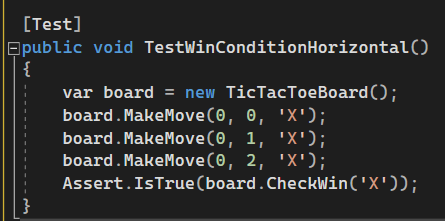 [Test]
public void TestWinConditionHorizontal()
{
    var board = new TicTacToeBoard();
    board.MakeMove(0, 0, 'X');
    board.MakeMove(0, 1, 'X');
    board.MakeMove(0, 2, 'X');
    Assert.IsTrue(board.CheckWin('X'));
}